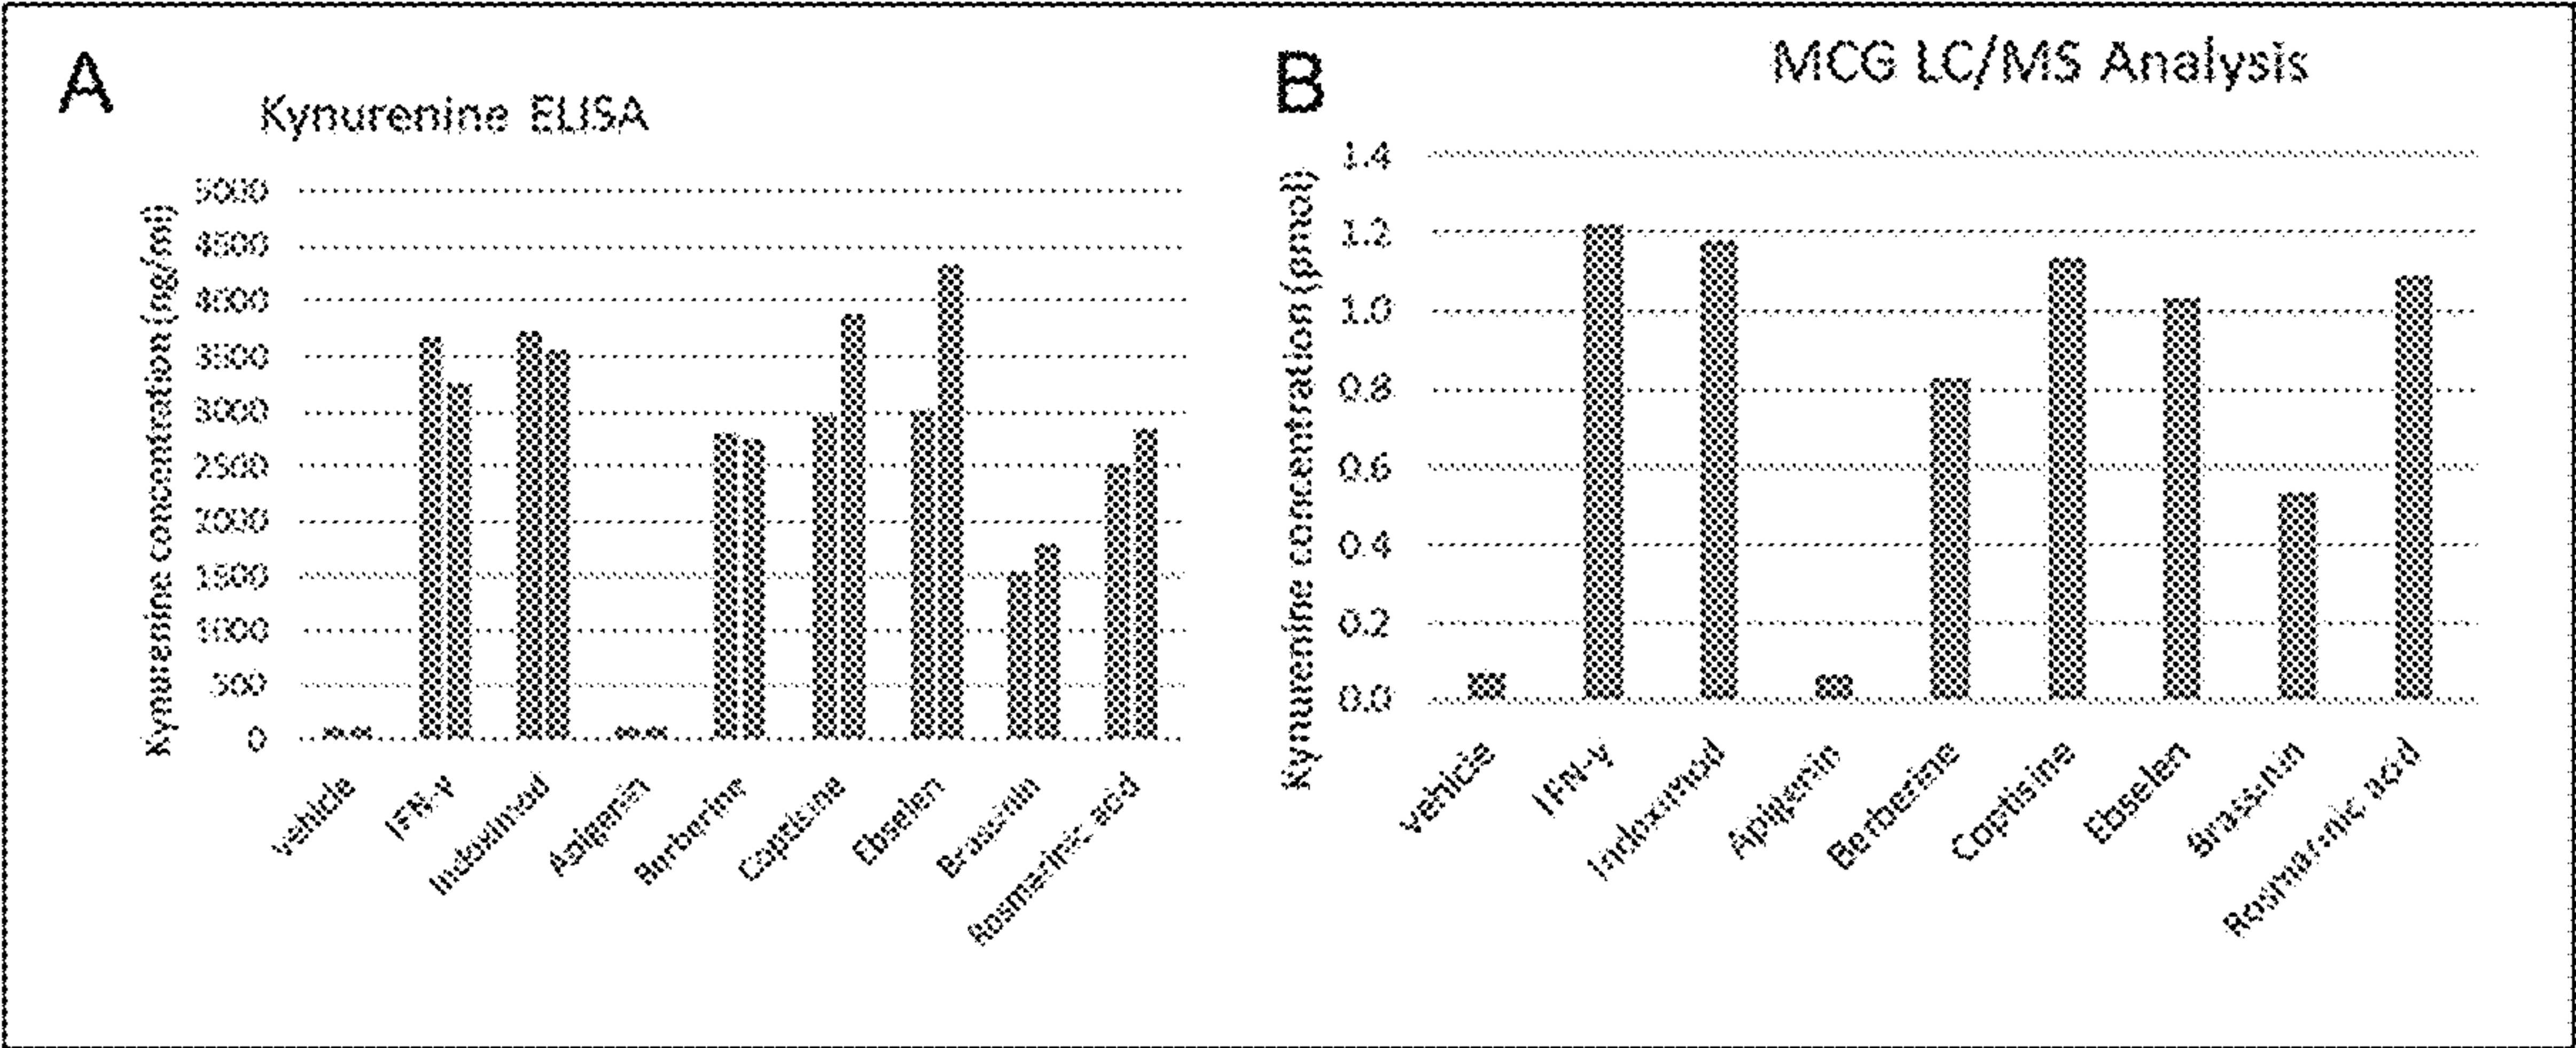 A
Kynurenine ELISA
Kynurenine concentration (ng/ml)
5000
4500
4000
3500
3000
2500
2000
1500
1000
500
0
vehicle
IFN-γ
Indoximod
Apigenin
Berberine
Coptisine
Ebselen
Brassinin
Rosmarinic acid
B
MCG LC/MS Analysis
Kynurenine concentration (pmol)
1.4
1.2
1.0
0.8
0.6
0.4
0.2
0.0
vehicle
IFN-γ
Indoximod
Apigenin
Berberine
Coptisine
Ebselen
Brassinin
Rosmarinic acid